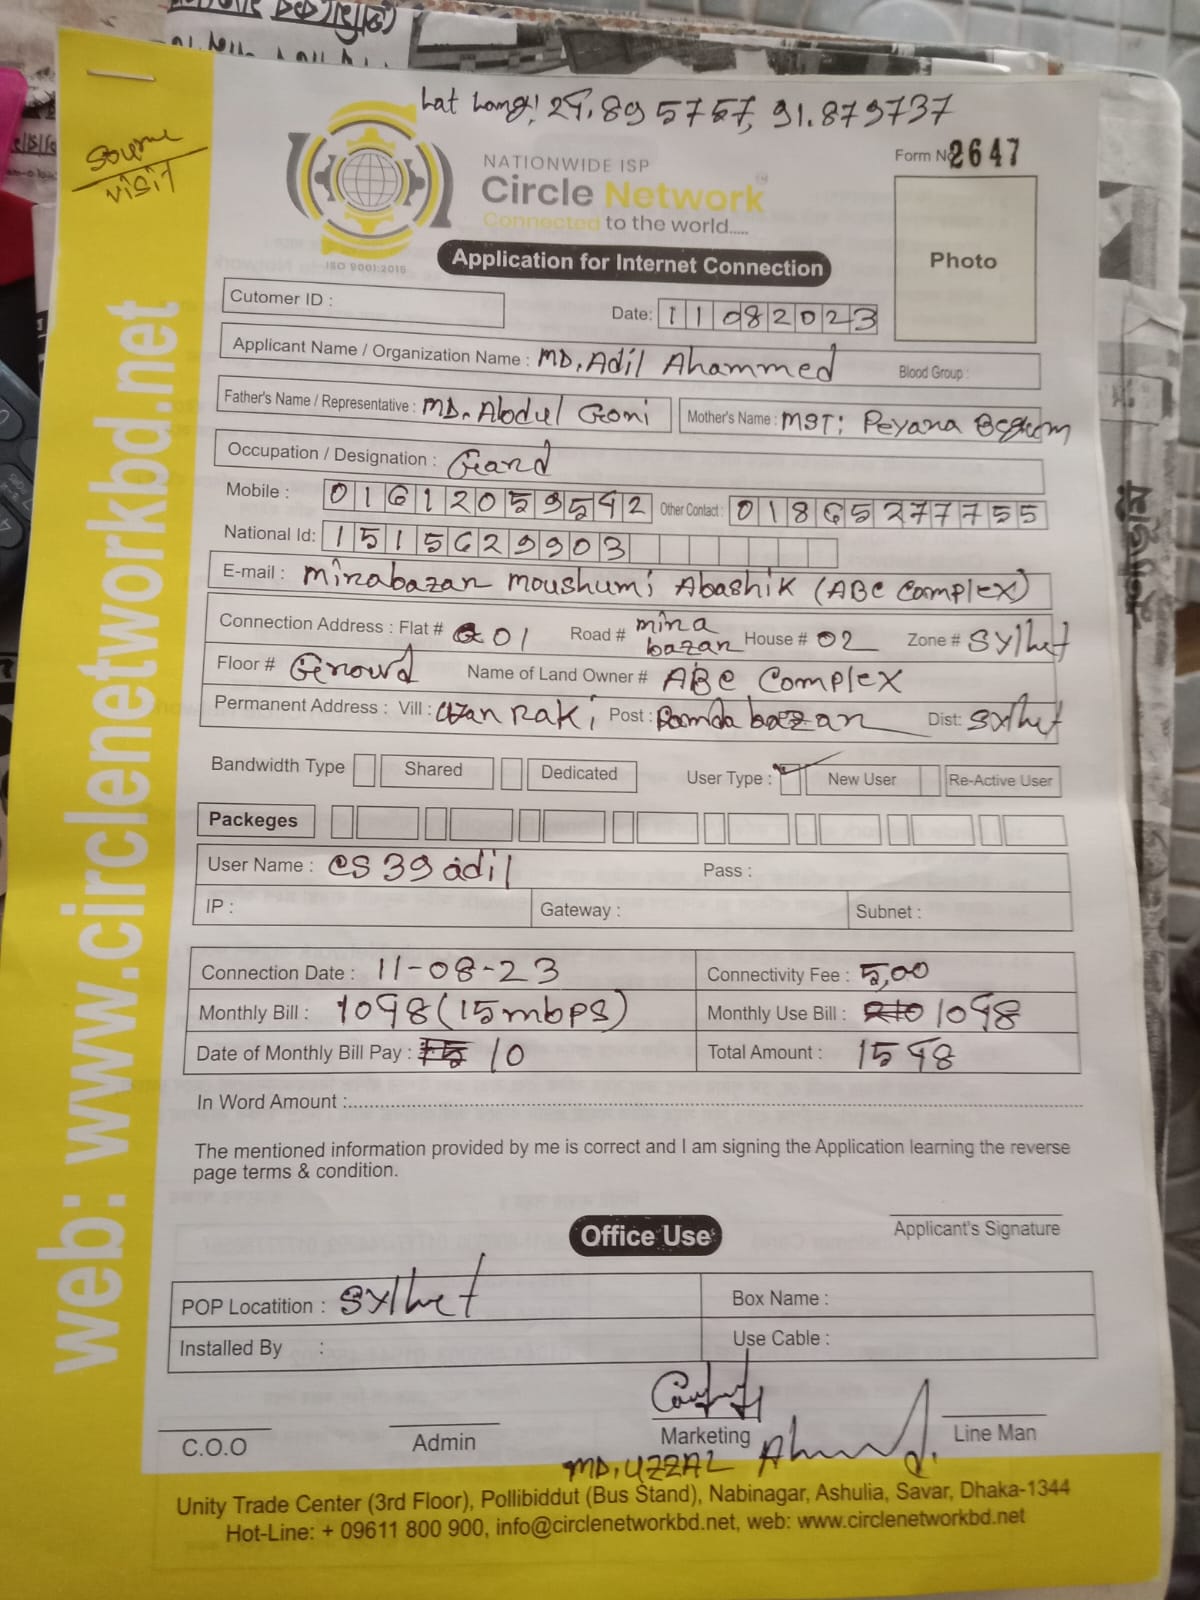 Lat Long! 24.895757, 91.879737
Source
visit
NATIONWIDE ISP
Circle Network
Connected to the world.....
ISO 9001:2015
Form No 2647
Photo
Application for Internet Connection
Cutomer ID :
Date: 11082023
Applicant Name / Organization Name : MD. Adil Ahammed Blood Group :
Father's Name / Representative : MD. Abdul Goni Mother's Name : MST: Peyara Begum
Occupation / Designation : Gard
Mobile : 01612059542 Other Contact : 01865277755
National Id: 1515629903
E-mail : Mirabazar Moushumi Abashik (ABC Complex)
Connection Address : Flat # G01 Road # mira bazar House # 02 Zone # Sylhet
Floor # Ground Name of Land Owner # ABC Complex
Permanent Address : Vill : Post : bazar Dist: Sylhet
Bandwidth Type Shared Dedicated User Type : New User Re-Active User
Packeges
User Name : cs39adil Pass :
IP : Gateway : Subnet :
Connection Date : 11-08-23 Connectivity Fee : 5,00
Monthly Bill : 1098 (15mbps) Monthly Use Bill : 1098
Date of Monthly Bill Pay : 10 Total Amount : 1598
In Word Amount :
The mentioned information provided by me is correct and I am signing the Application learning the reverse
page terms & condition.
Applicant's Signature
Office Use
POP Locatition : Sylhet Box Name :
Installed By : Use Cable :
C.O.O Admin Marketing Line Man
MD. UZZAL Ahmed
Unity Trade Center (3rd Floor), Pollibiddut (Bus Stand), Nabinagar, Ashulia, Savar, Dhaka-1344
Hot-Line: + 09611 800 900, info@circlenetworkbd.net, web: www.circlenetworkbd.net
web: www.circlenetworkbd.net